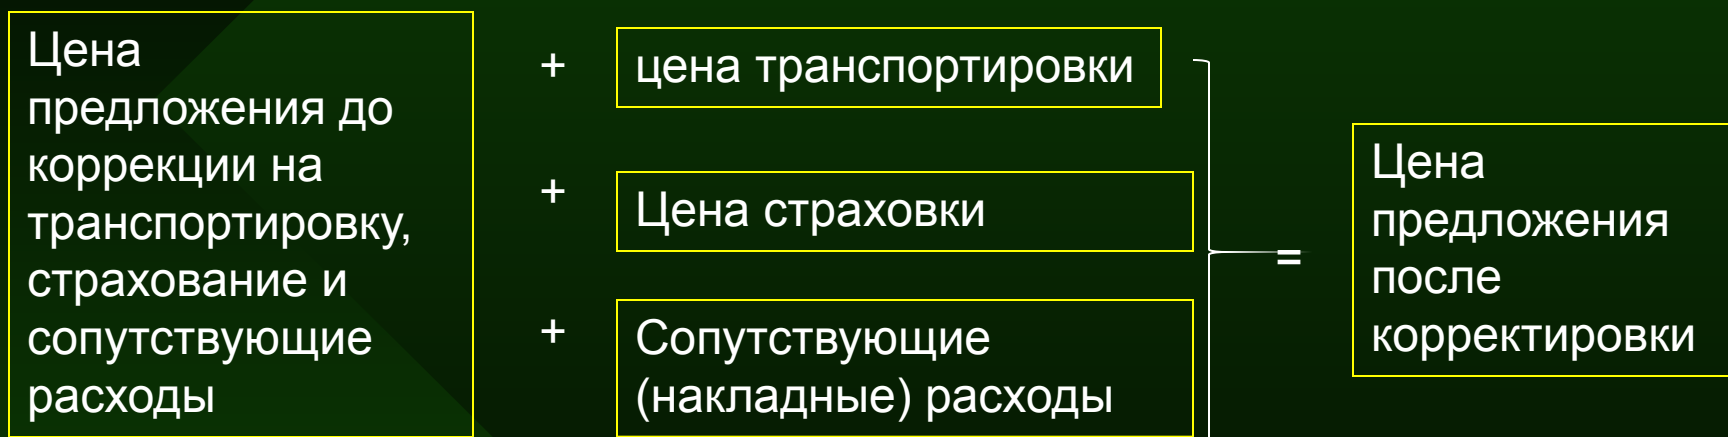 Цена
предложения до
коррекции на
транспортировку,
страхование и
сопутствующие
расходы
+
цена транспортировки
+
Цена страховки
+
Сопутствующие
(накладные) расходы
=
Цена
предложения
после
корректировки